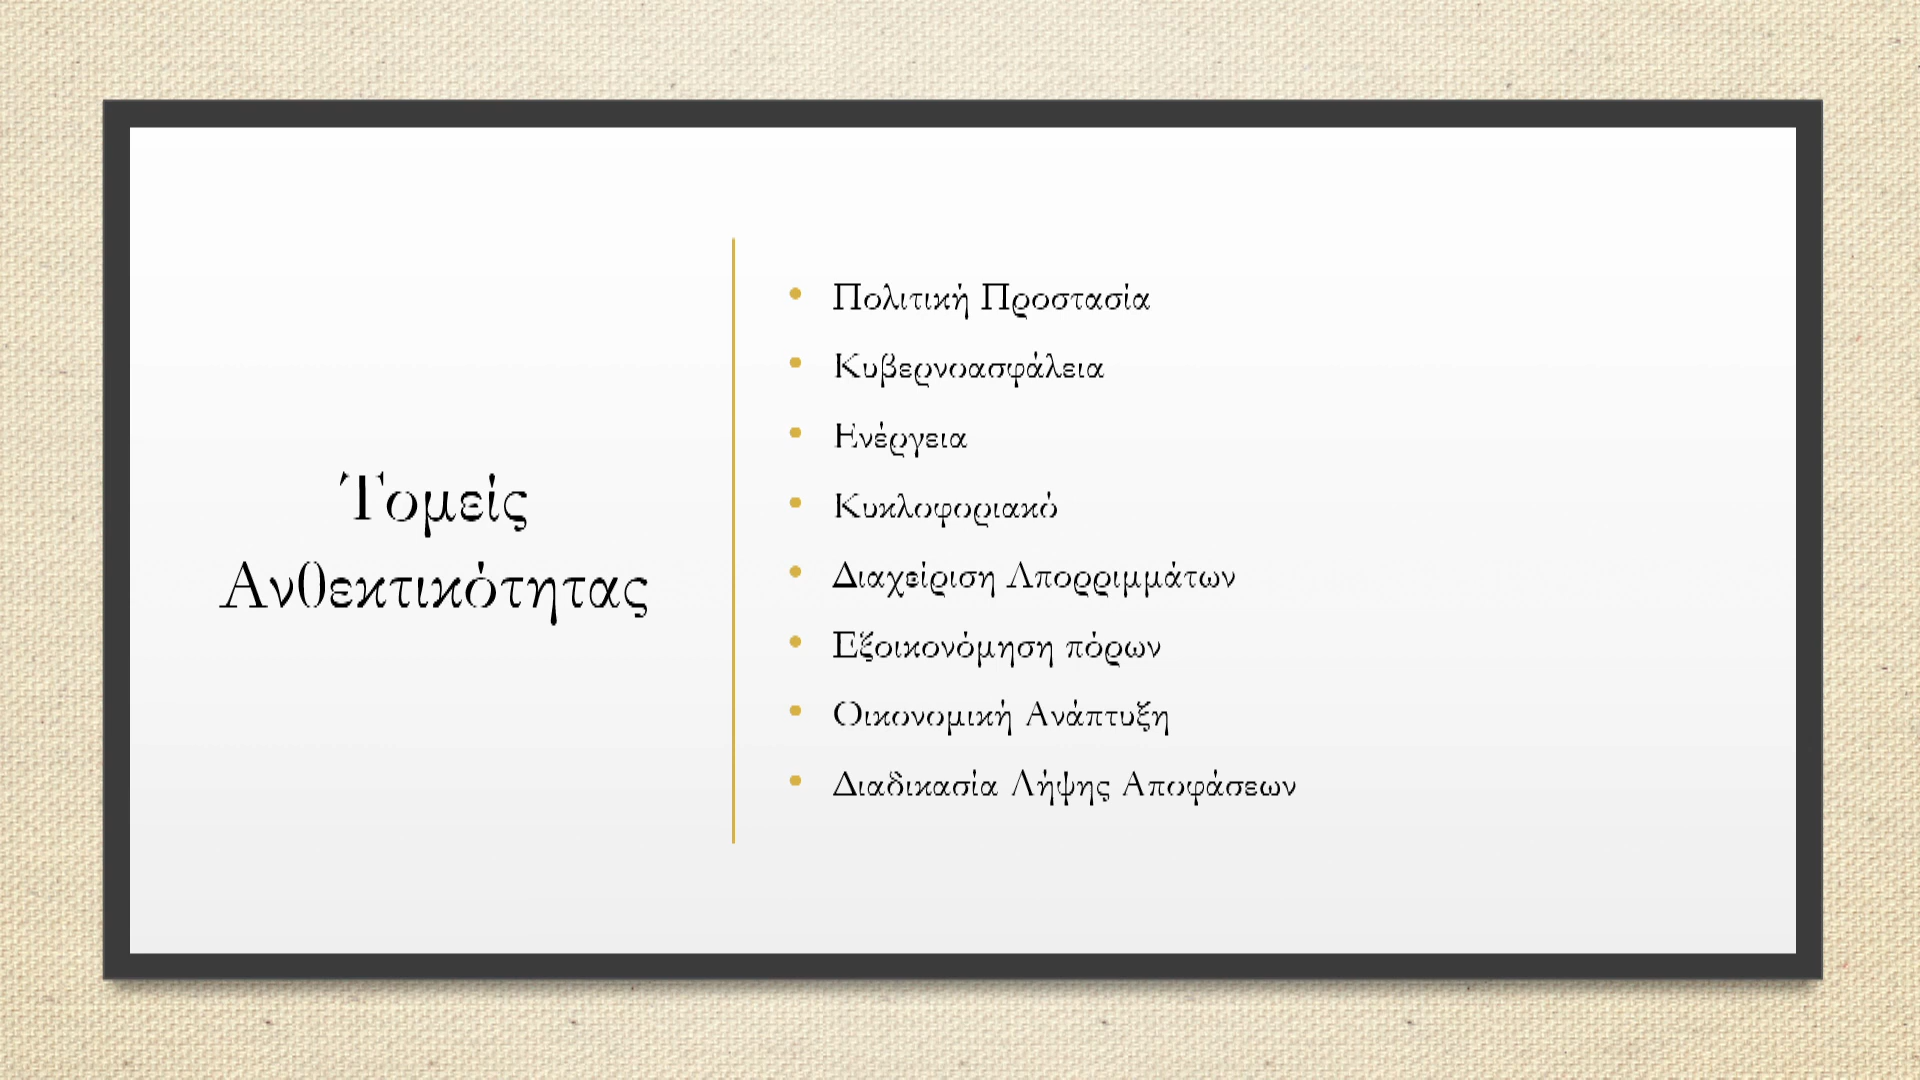 Τομείς
Ανθεκτικότητας
Πολιτική Προστασία
Κυβερνοασφάλεια
Ενέργεια
Κυκλοφοριακό
Διαχείριση Απορριμμάτων
Εξοικονόμηση πόρων
Οικονομική Ανάπτυξη
Διαδικασία Λήψης Αποφάσεων